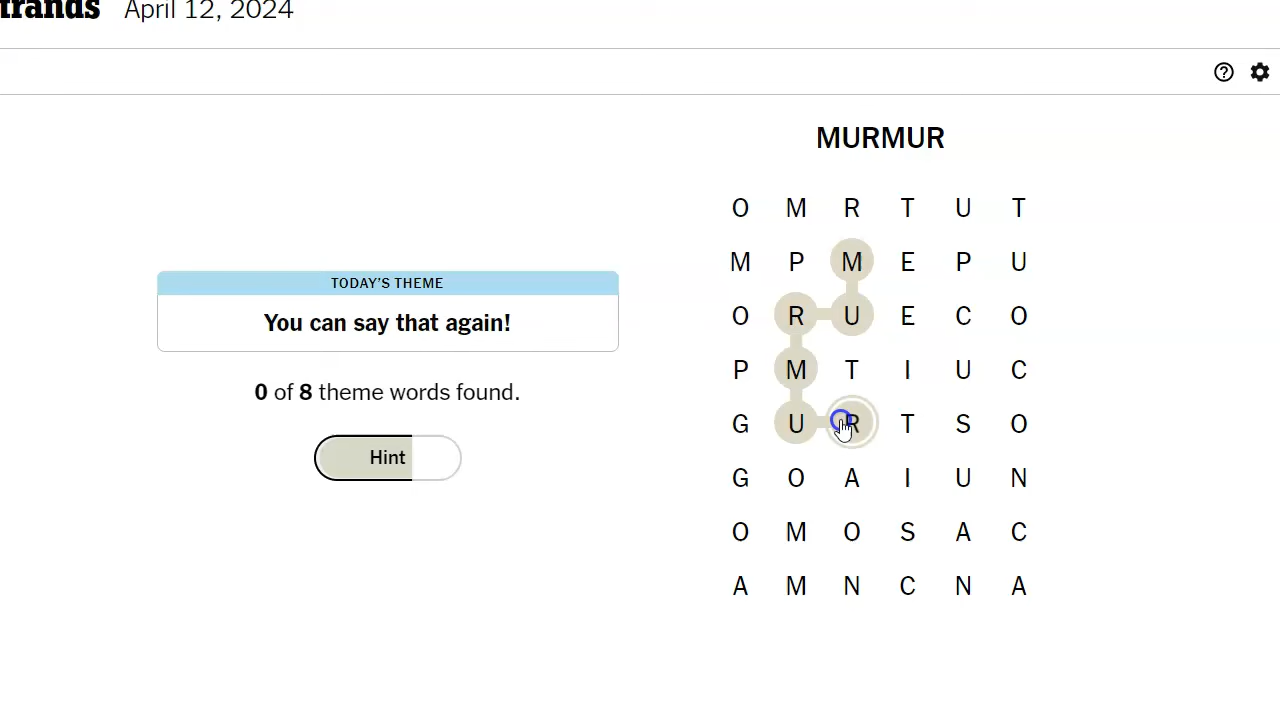 trands April 12, 2024
MURMUR
TODAY'S THEME
You can say that again!
0 of 8 theme words found.
Hint
O M R T U T
M P M E P U
O R U E C O
P M T I U C
G U R T S O
G O A I U N
O M O S A C
A M N C N A